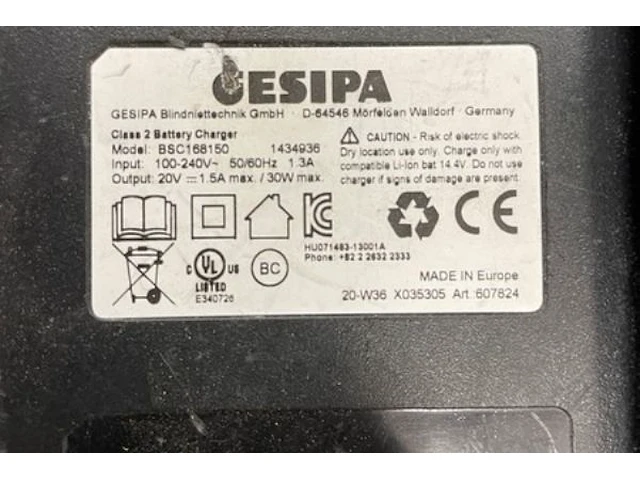 GESIPA
GESIPA Blindniettechnik GmbH · D-64546 Mörfelden Walldorf · Germany
Class 2 Battery Charger
Model: BSC168150 1434936
Input: 100-240V~ 50/60Hz 1.3A
Output: 20V ⎓ 1.5A max. / 30W max.
CAUTION - Risk of electric shock.
Dry location use only. Charge only with
compatible Li-Ion bat 14.4V. Do not use
charger if signs of damage are present.
HU071483-13001A
Phone: +82 2 2632 2333
C UL US
LISTED
E340726
BC
CE
MADE IN Europe
20-W36 X035305 Art. 607824